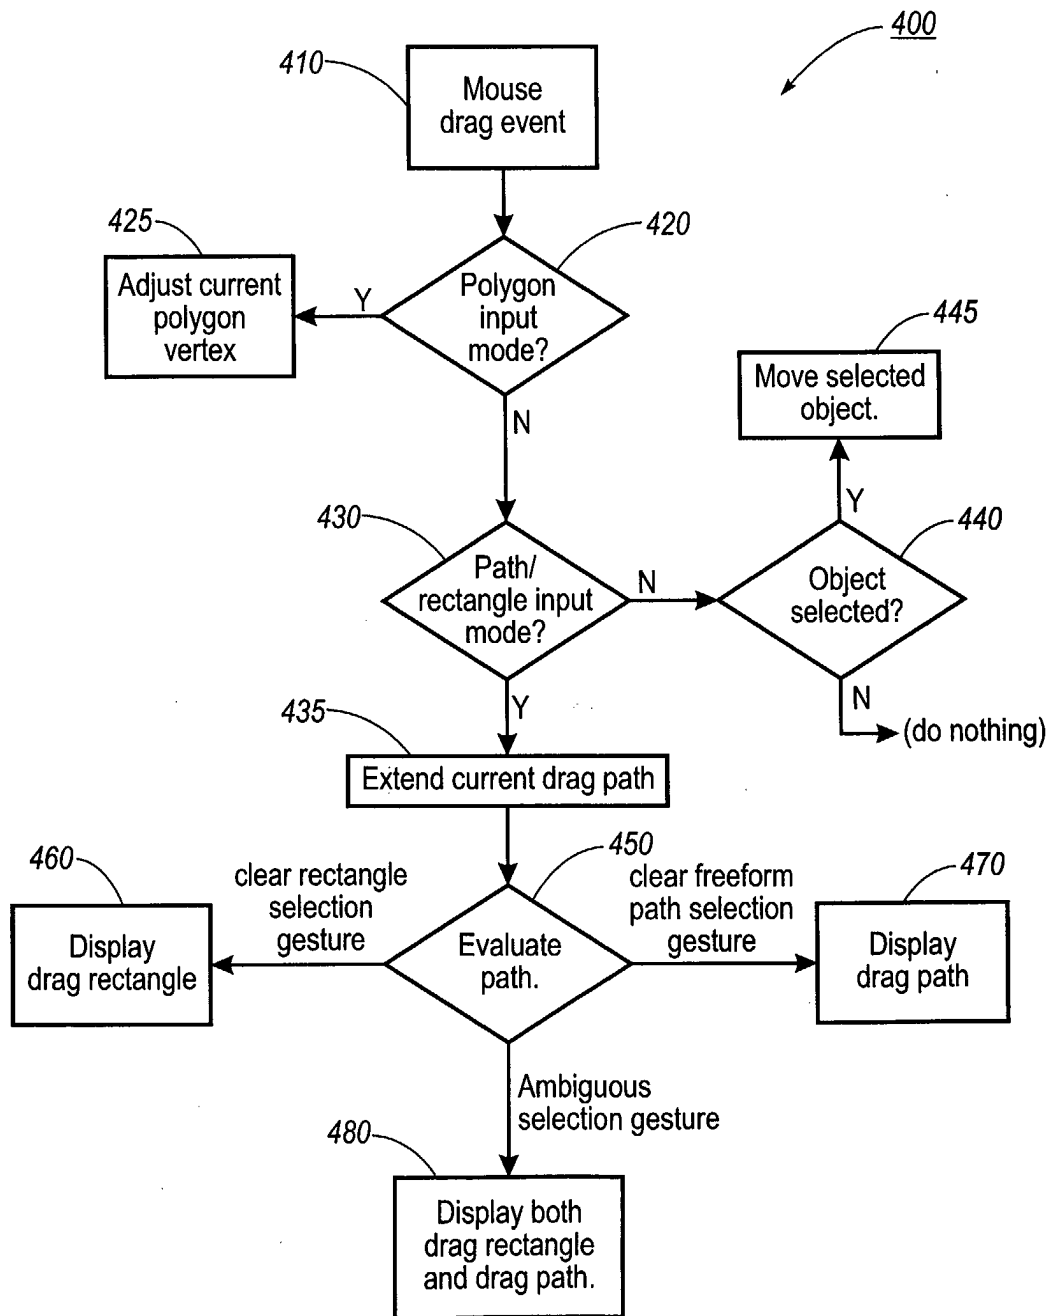 400
410
Mouse
drag event
425
420
Adjust current
polygon
vertex
Y
Polygon
input
mode?
N
445
Move selected
object.
Y
430
440
Path/
rectangle input
mode?
N
Object
selected?
N
(do nothing)
Y
435
Extend current drag path
460
clear rectangle
selection
gesture
450
clear freeform
path selection
gesture
470
Display
drag rectangle
Evaluate
path.
Display
drag path
Ambiguous
selection gesture
480
Display both
drag rectangle
and drag path.